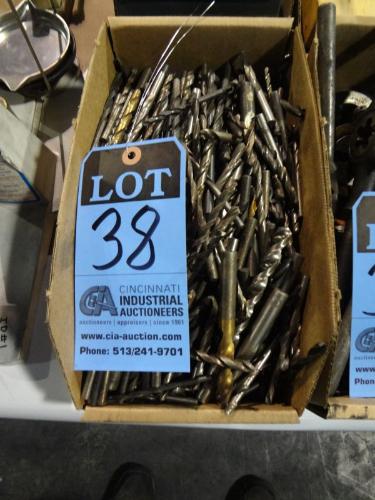 LOT
38
CIA
CINCINNATI
INDUSTRIAL
AUCTIONEERS
auctioneers | appraisers | since 1961
www.cia-auction.com
Phone: 513/241-9701